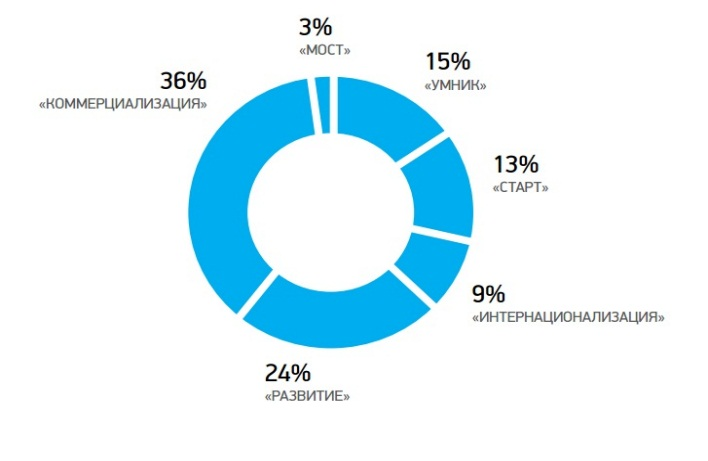 3%
«МОСТ»
15%
«УМНИК»
36%
«КОММЕРЦИАЛИЗАЦИЯ»
13%
«СТАРТ»
9%
«ИНТЕРНАЦИОНАЛИЗАЦИЯ»
24%
«РАЗВИТИЕ»